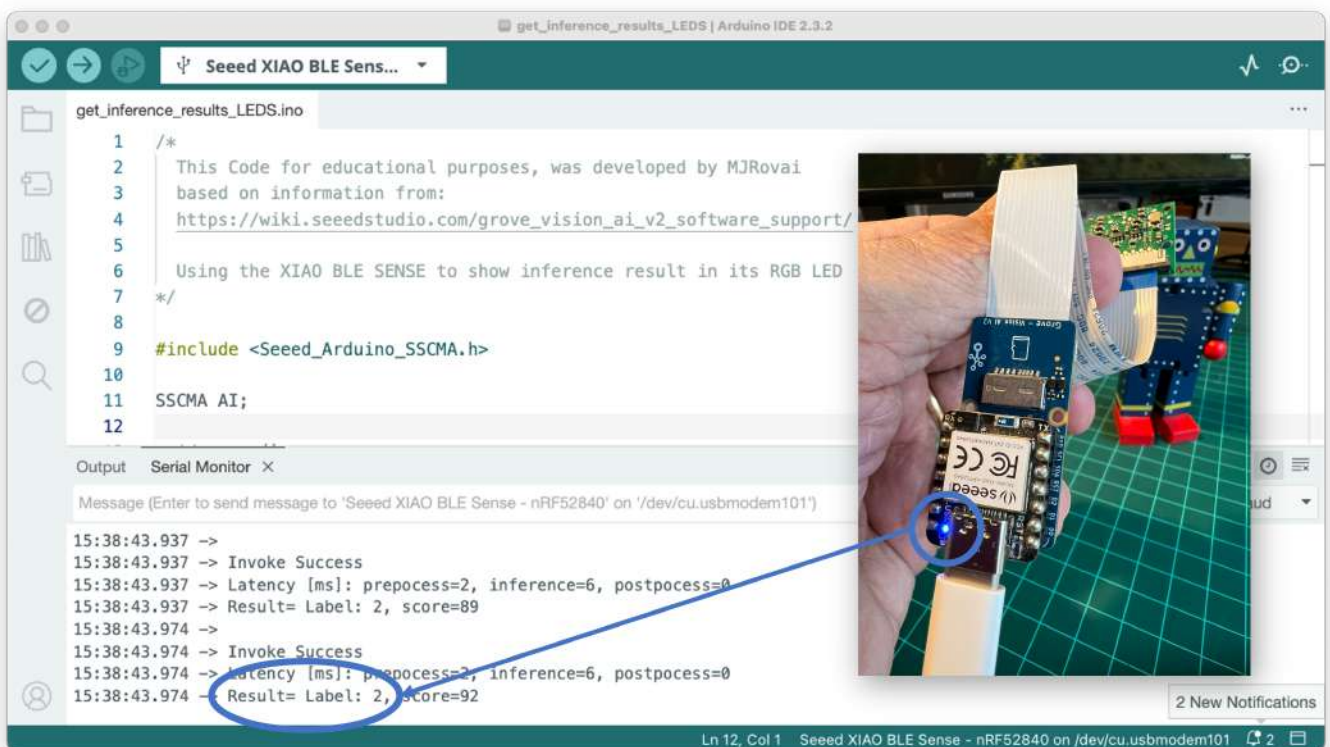 get_inference_results_LEDS | Arduino IDE 2.3.2
Seeed XIAO BLE Sens...
get_inference_results_LEDS.ino
...
1 /*
2 This Code for educational purposes, was developed by MJRovai
3 based on information from:
4 https://wiki.seeedstudio.com/grove_vision_ai_v2_software_support/
5
6 Using the XIAO BLE SENSE to show inference result in its RGB LED
7 */
8
9 #include <Seeed_Arduino_SSCMA.h>
10
11 SSCMA AI;
12
SAMSUNG
Grove - Vision AI V2
seeed
Output Serial Monitor ×
Message (Enter to send message to 'Seeed XIAO BLE Sense - nRF52840' on '/dev/cu.usbmodem101')
ud
15:38:43.937 ->
15:38:43.937 -> Invoke Success
15:38:43.937 -> Latency [ms]: prepocess=2, inference=6, postpocess=0
15:38:43.937 -> Result= Label: 2, score=89
15:38:43.974 ->
15:38:43.974 -> Invoke Success
15:38:43.974 -> Latency [ms]: prepocess=2, inference=6, postpocess=0
15:38:43.974 -> Result= Label: 2, score=92
2 New Notifications
Ln 12, Col 1 Seeed XIAO BLE Sense - nRF52840 on /dev/cu.usbmodem101 2